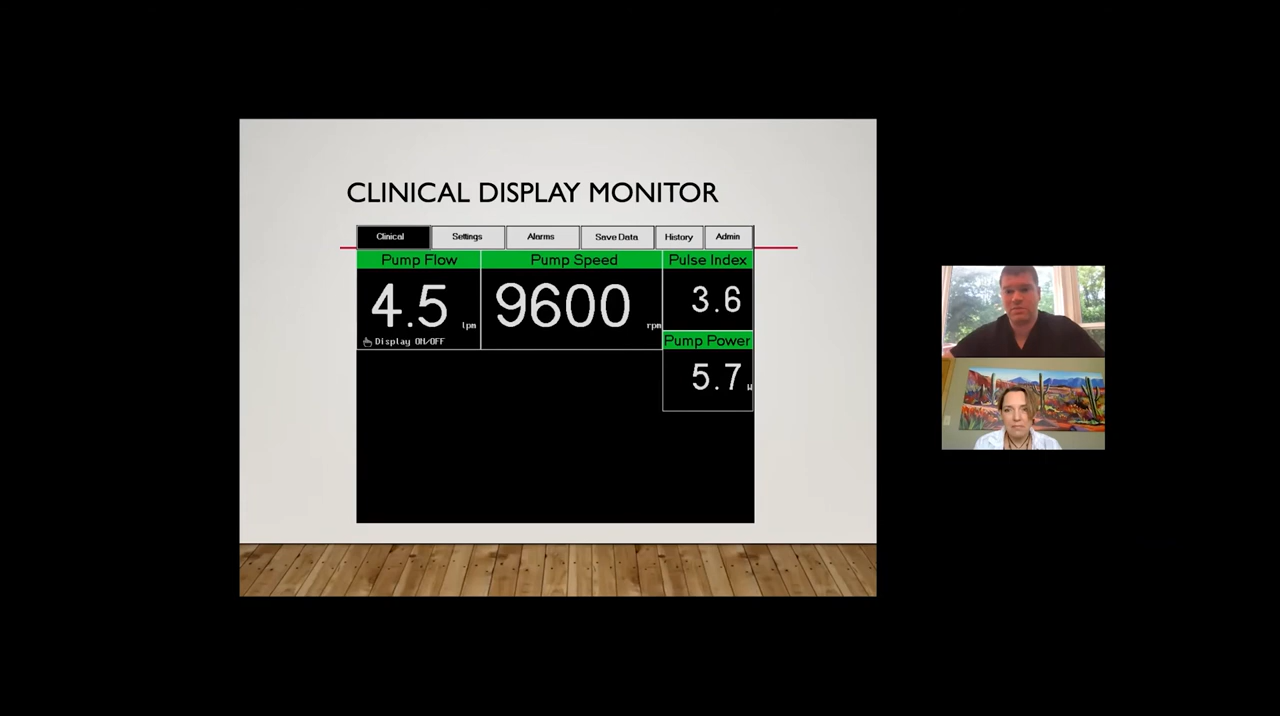 CLINICAL DISPLAY MONITOR
Clinical Settings Alarms Save Data History Admin
Pump Flow Pump Speed Pulse Index
4.5 lpm 9600 rpm 3.6
Display ON/OFF
Pump Power
5.7 W